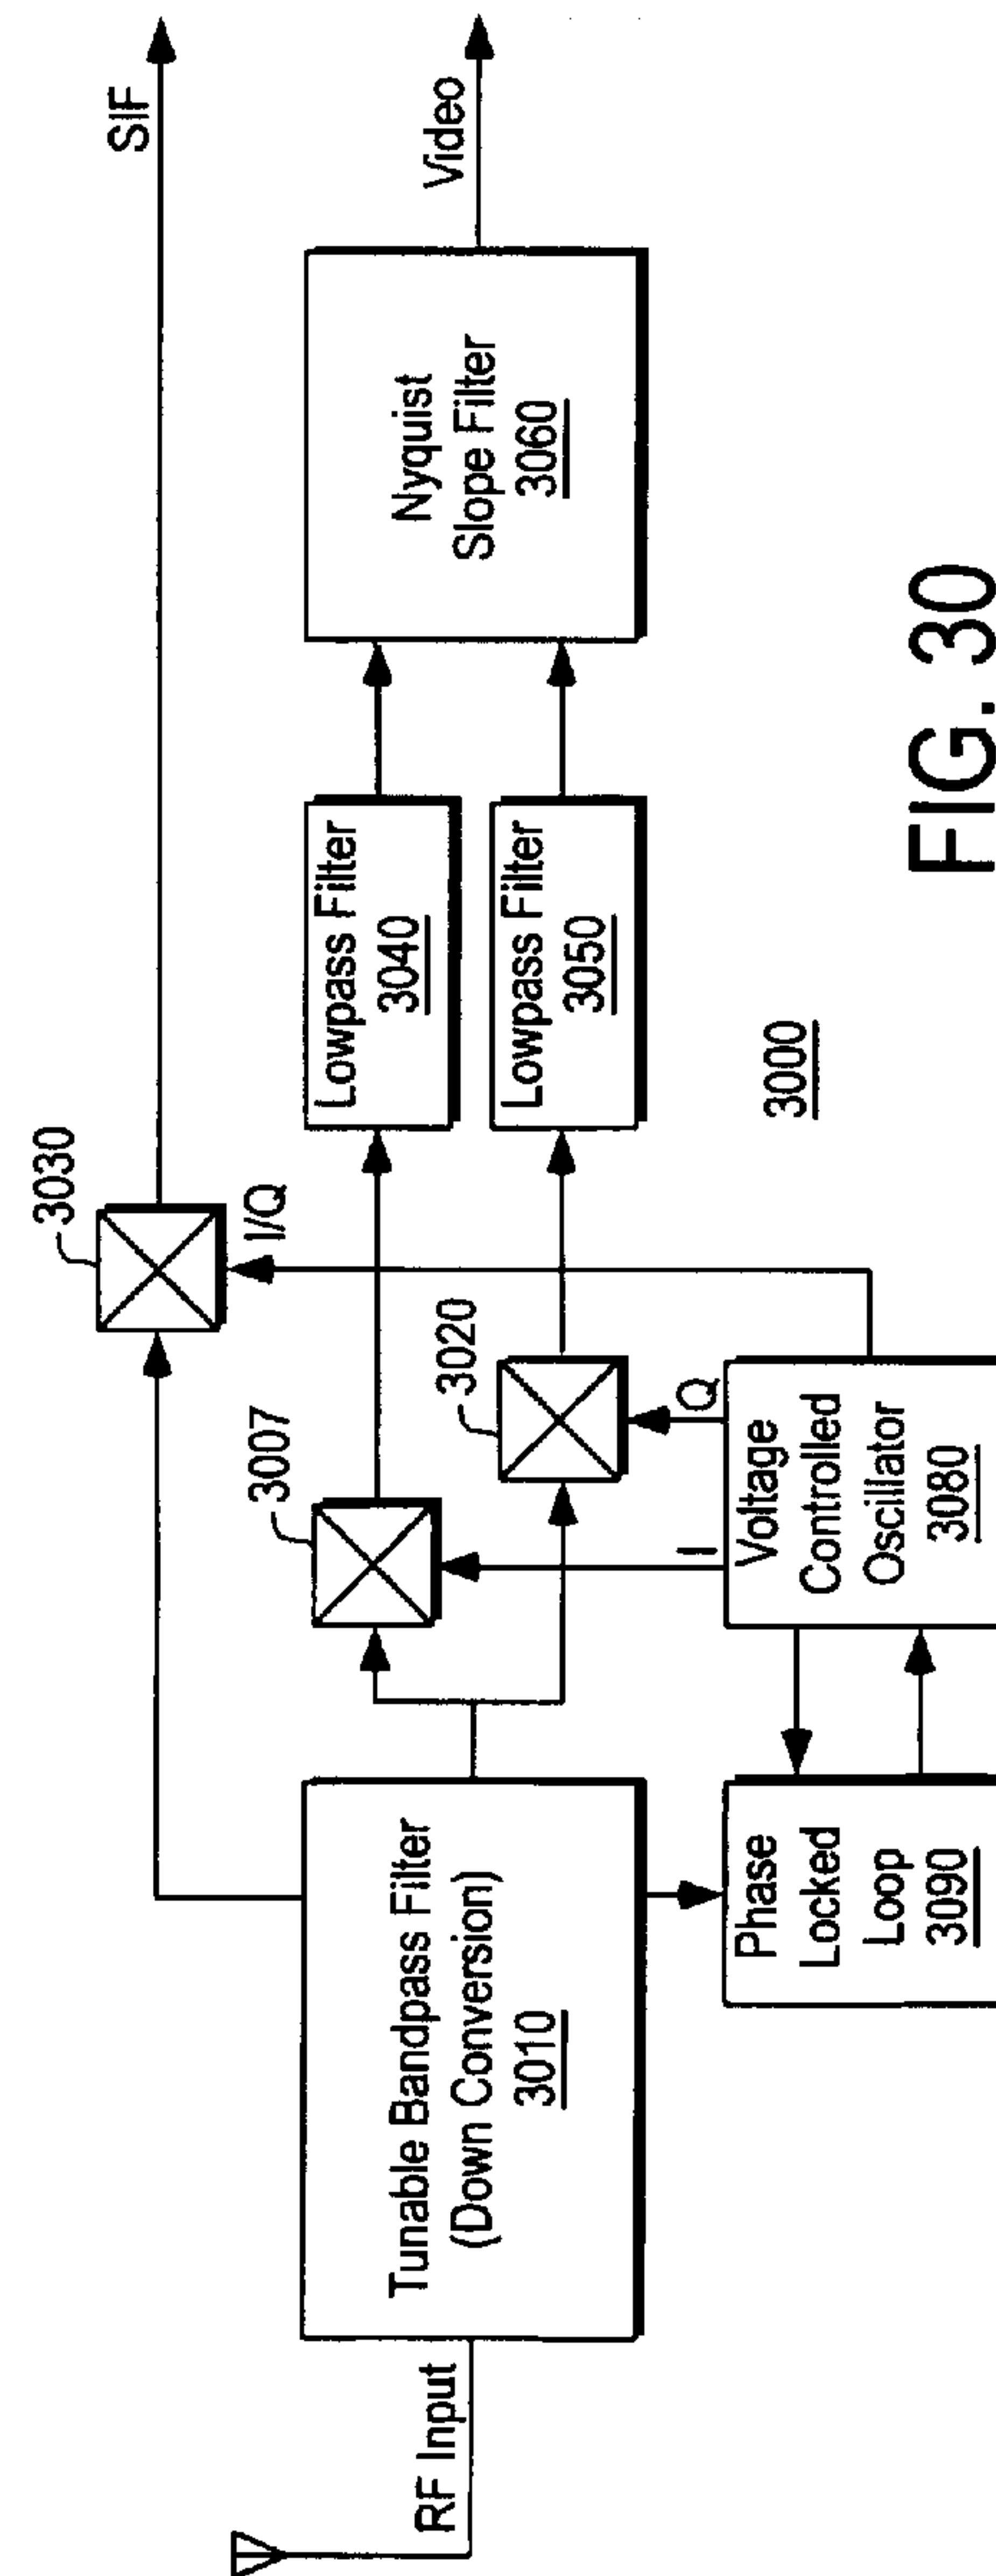 SIF
3030
I/Q
RF Input
Tunable Bandpass Filter
(Down Conversion)
3010
3007
3020
I
Q
Lowpass Filter
3040
Lowpass Filter
3050
Nyquist
Slope Filter
3060
Video
Phase
Locked
Loop
3090
Voltage
Controlled
Oscillator
3080
3000
FIG. 30